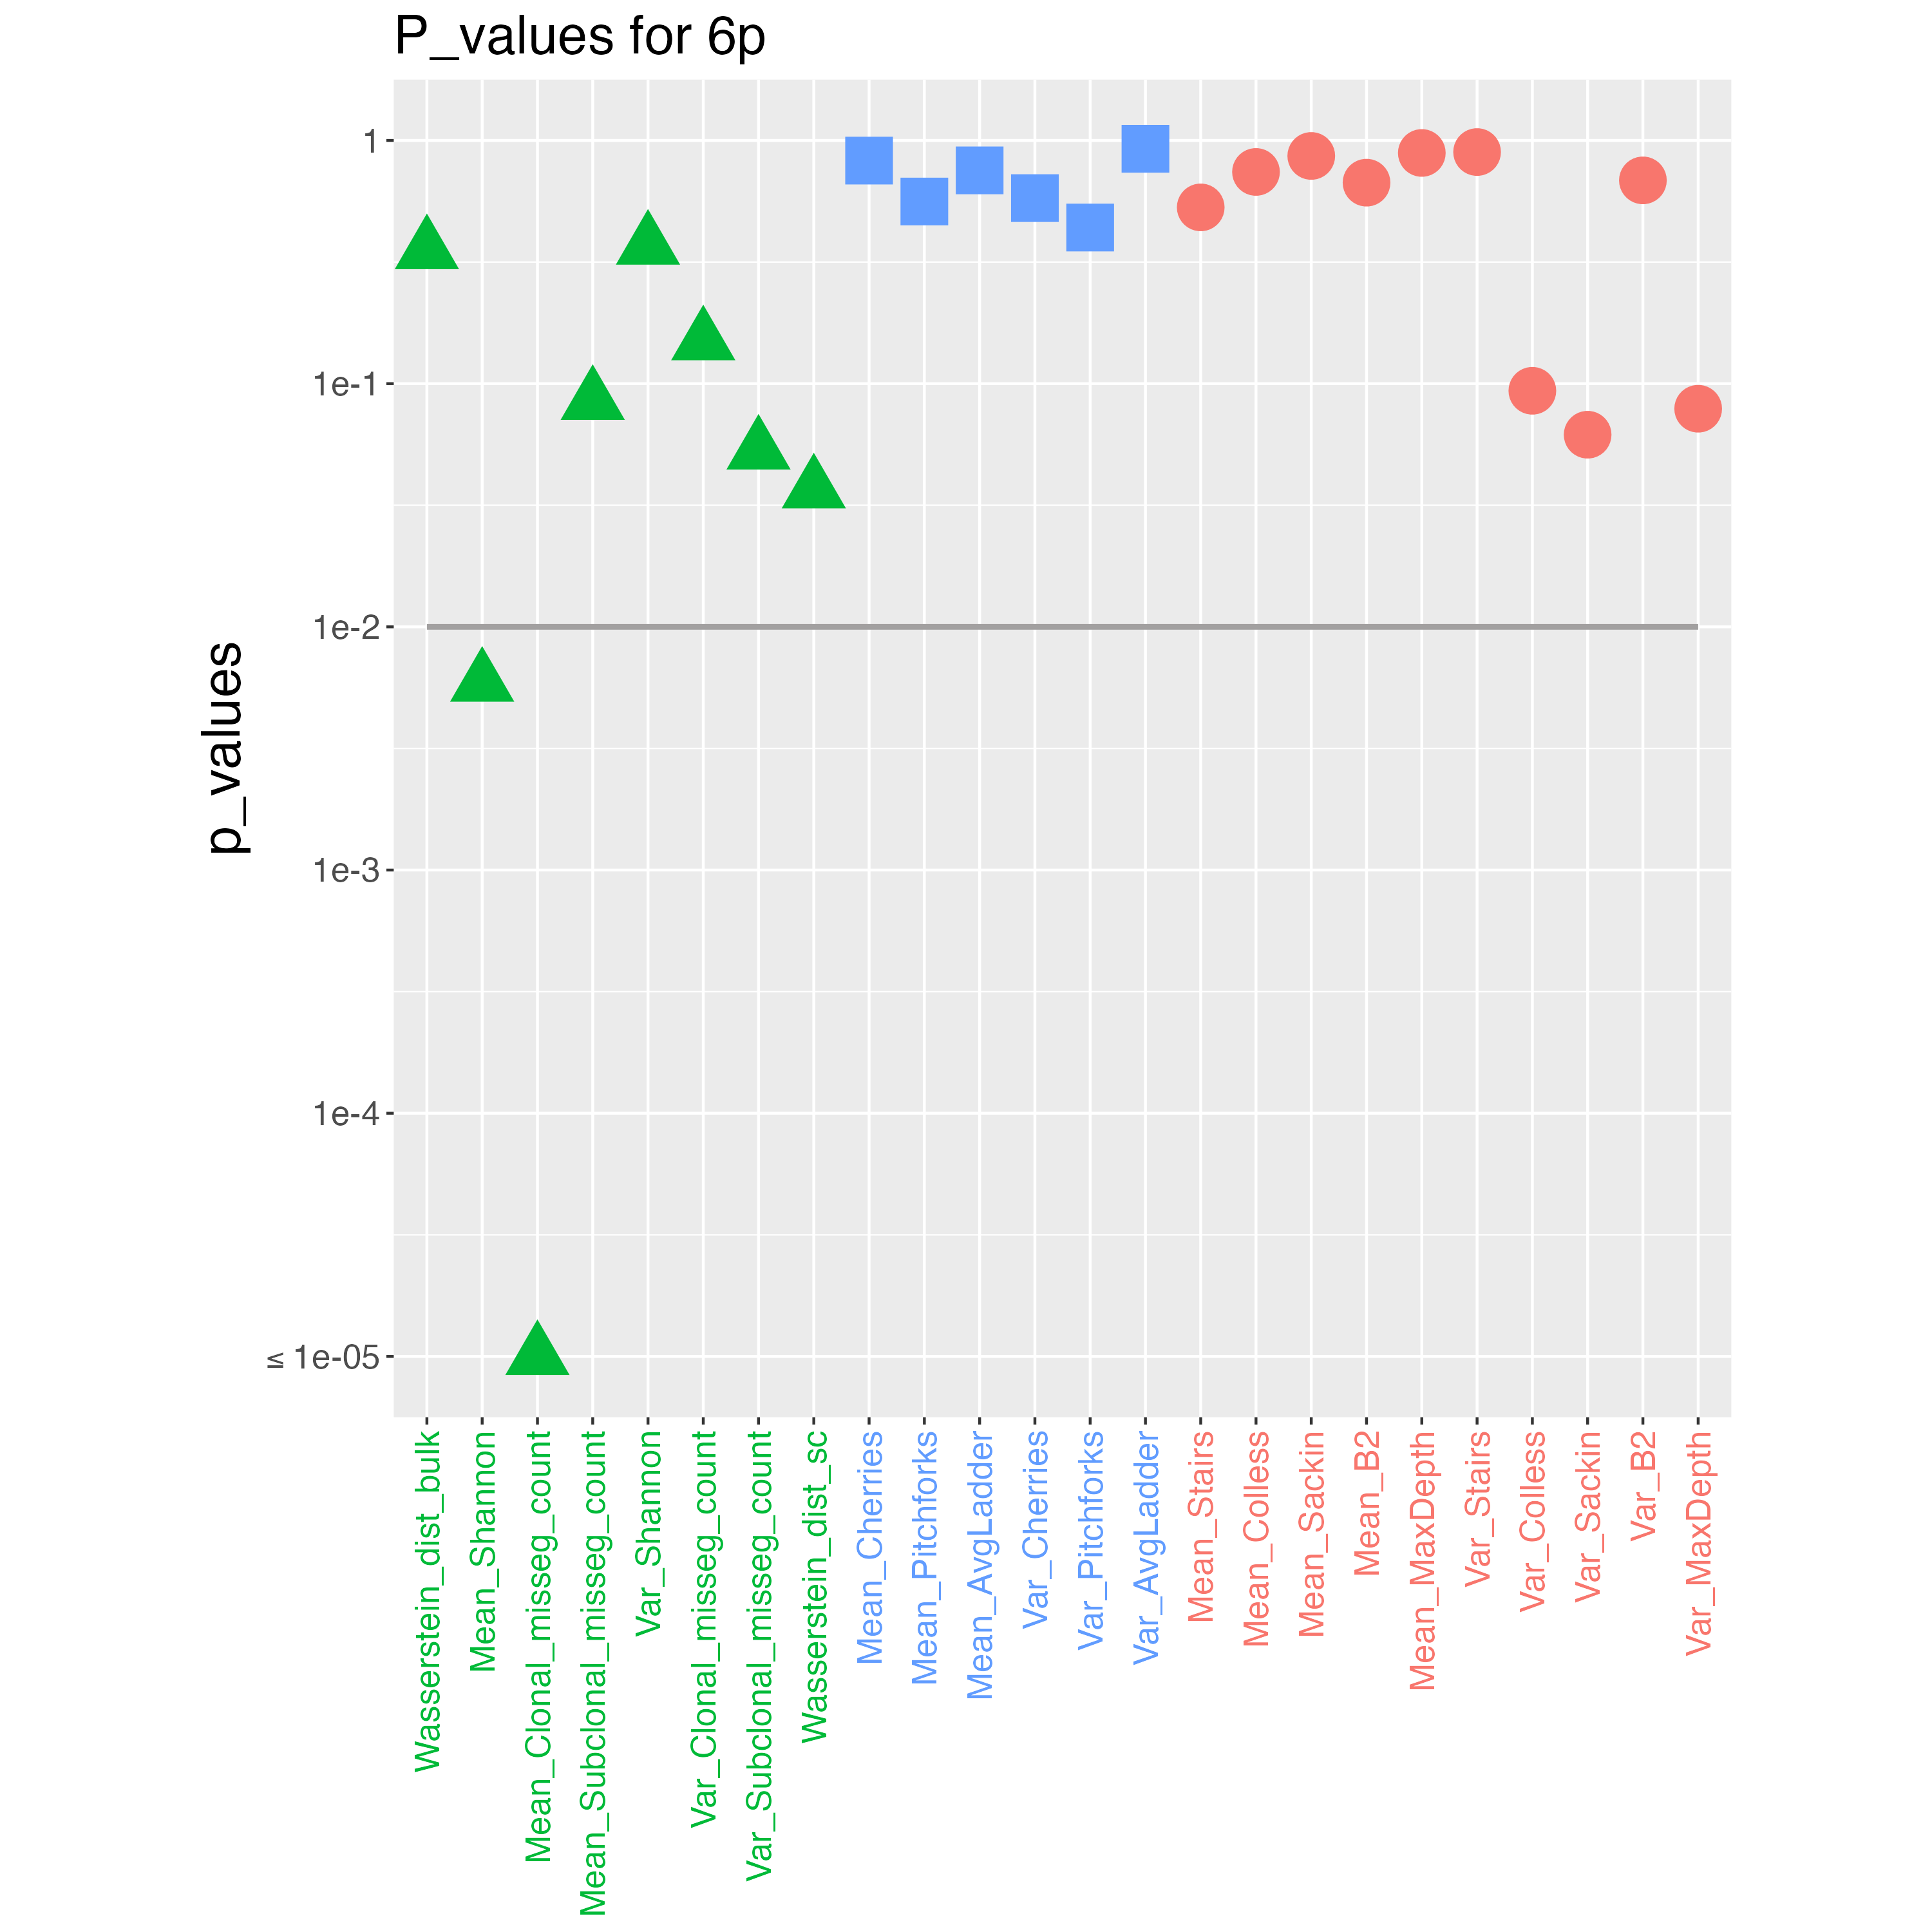 P_values for 6p
p_values
1
1e-1
1e-2
1e-3
1e-4
≤ 1e-05
Wasserstein_dist_bulk
Mean_Shannon
Mean_Clonal_misseg_count
Mean_Subclonal_misseg_count
Var_Shannon
Var_Clonal_misseg_count
Var_Subclonal_misseg_count
Wasserstein_dist_sc
Mean_Cherries
Mean_Pitchforks
Mean_AvgLadder
Var_Cherries
Var_Pitchforks
Var_AvgLadder
Mean_Stairs
Mean_Colless
Mean_Sackin
Mean_B2
Mean_MaxDepth
Var_Stairs
Var_Colless
Var_Sackin
Var_B2
Var_MaxDepth